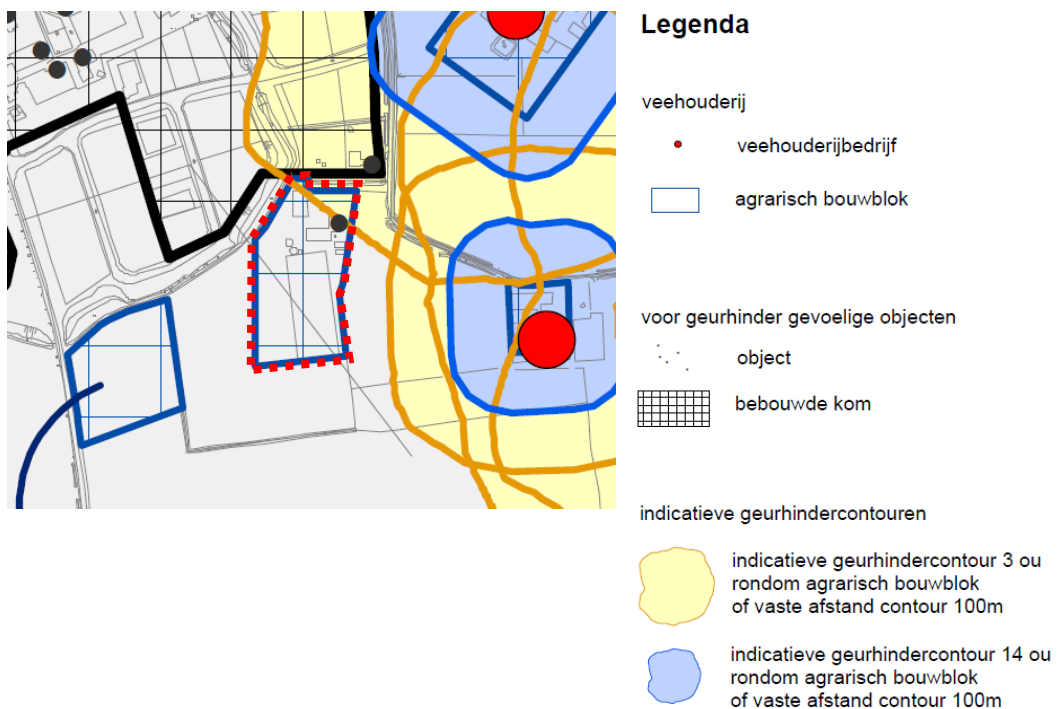 Legenda
veehouderij
veehouderijbedrijf
agrarisch bouwblok
voor geurhinder gevoelige objecten
object
bebouwde kom
indicatieve geurhindercontouren
indicatieve geurhindercontour 3 ou
rondom agrarisch bouwblok
of vaste afstand contour 100m
indicatieve geurhindercontour 14 ou
rondom agrarisch bouwblok
of vaste afstand contour 100m